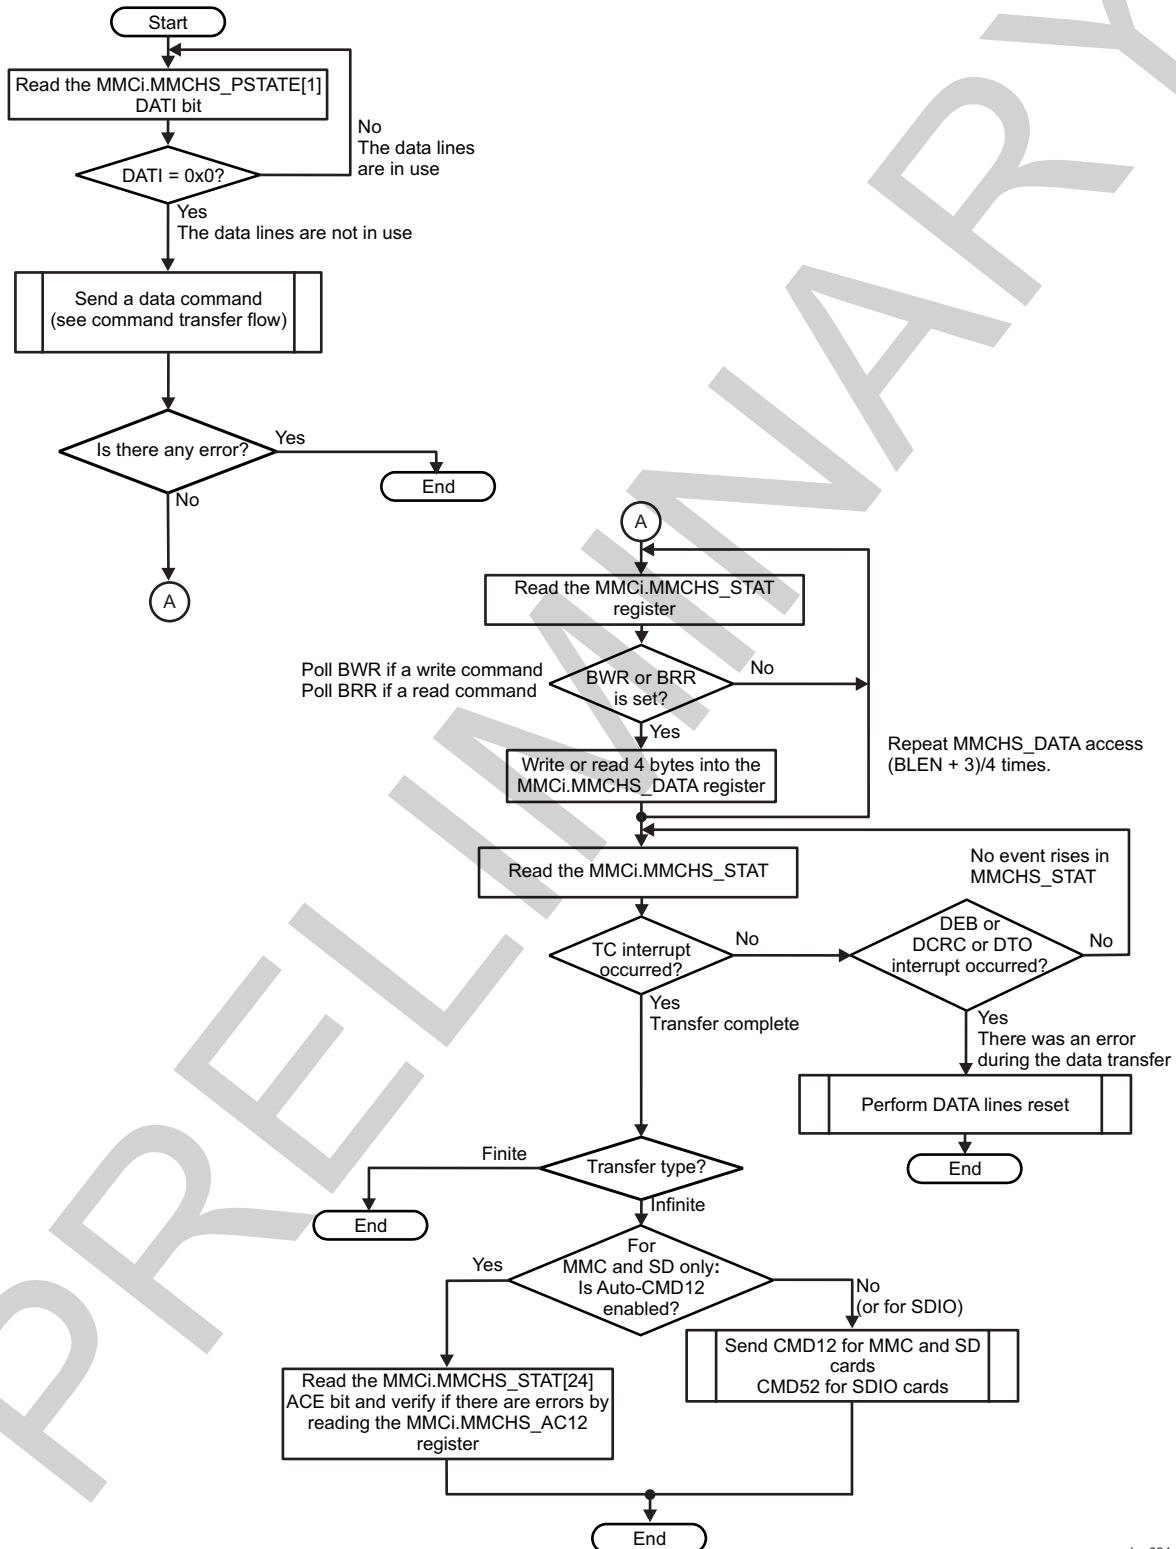 Start
Read the MMCi.MMCHS_PSTATE[1]
DATI bit
No
The data lines
are in use
DATI = 0x0?
Yes
The data lines are not in use
Send a data command
(see command transfer flow)
Is there any error?
Yes
End
No
A
A
Read the MMCi.MMCHS_STAT
register
Poll BWR if a write command
Poll BRR if a read command
BWR or BRR
is set?
No
Yes
Write or read 4 bytes into the
MMCi.MMCHS_DATA register
Repeat MMCHS_DATA access
(BLEN + 3)/4 times.
Read the MMCi.MMCHS_STAT
No event rises in
MMCHS_STAT
TC interrupt
occurred?
No
DEB or
DCRC or DTO
interrupt occurred?
No
Yes
Transfer complete
Yes
There was an error
during the data transfer
Perform DATA lines reset
End
Transfer type?
Finite
End
Infinite
For
MMC and SD only:
Is Auto-CMD12
enabled?
Yes
No
(or for SDIO)
Send CMD12 for MMC and SD
cards
CMD52 for SDIO cards
Read the MMCi.MMCHS_STAT[24]
ACE bit and verify if there are errors by
reading the MMCi.MMCHS_AC12
register
End
PRELIMINARY